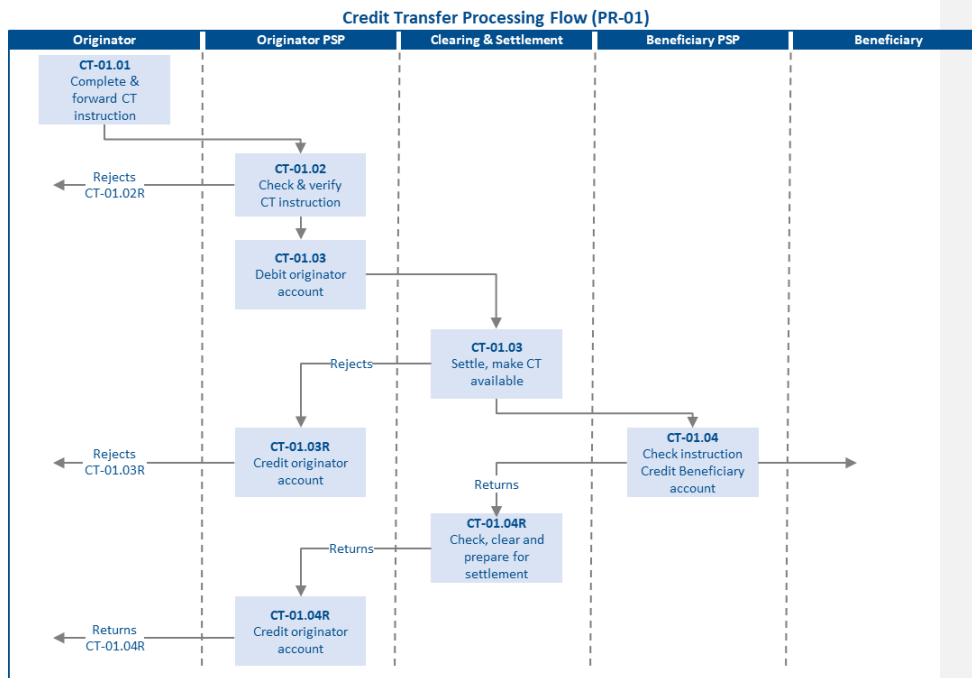 Credit Transfer Processing Flow (PR-01)
Originator
Originator PSP
Clearing & Settlement
Beneficiary PSP
Beneficiary
CT-01.01
Complete &
forward CT
instruction
CT-01.02
Check & verify
CT instruction
Rejects
CT-01.02R
CT-01.03
Debit originator
account
CT-01.03
Settle, make CT
available
Rejects
CT-01.03R
Credit originator
account
Rejects
CT-01.03R
CT-01.04
Check instruction
Credit Beneficiary
account
Returns
CT-01.04R
Check, clear and
prepare for
settlement
Returns
CT-01.04R
Credit originator
account
Returns
CT-01.04R